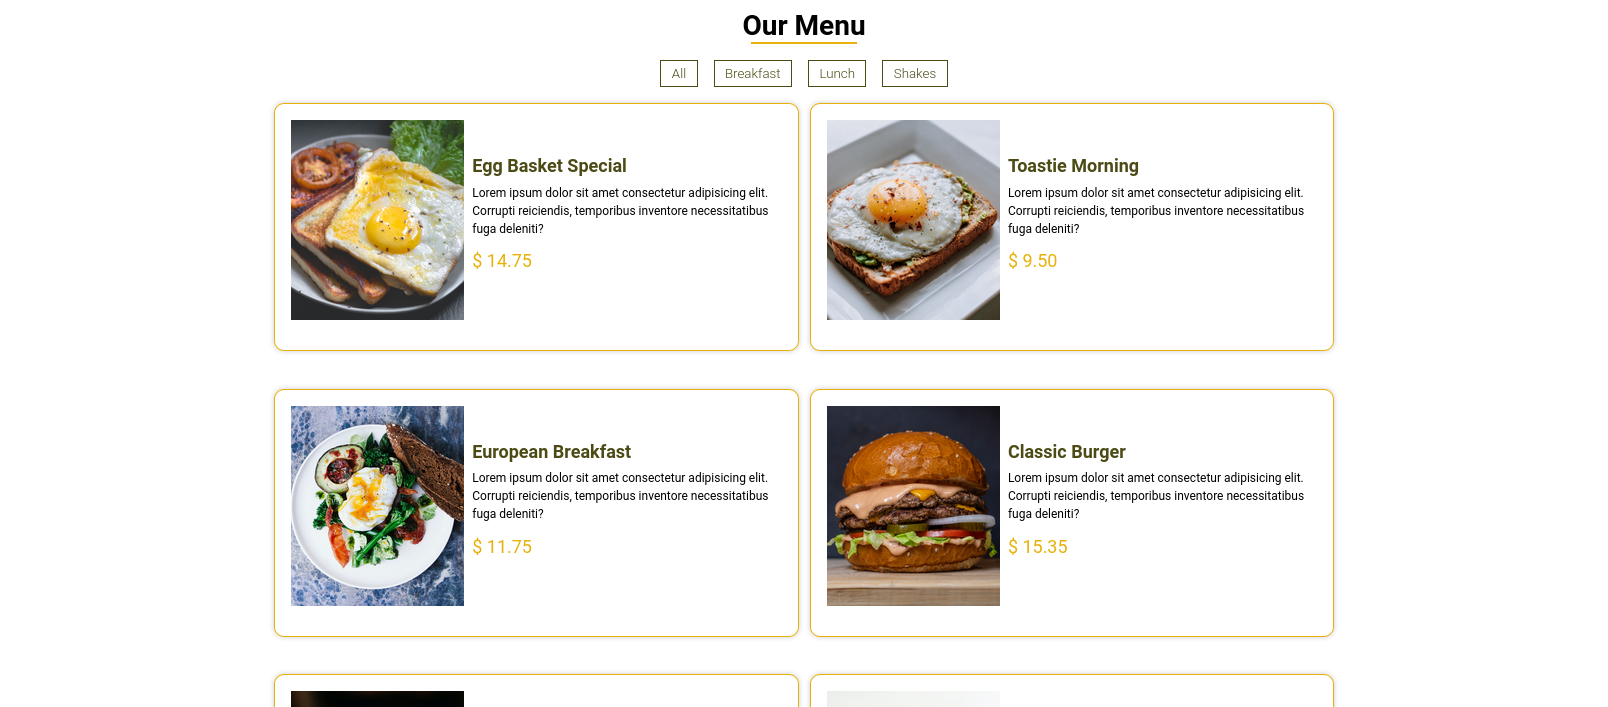 Our Menu
All
Breakfast
Lunch
Shakes
Egg Basket Special
Lorem ipsum dolor sit amet consectetur adipisicing elit.
Corrupti reiciendis, temporibus inventore necessitatibus
fuga deleniti?
$ 14.75
Toastie Morning
Lorem ipsum dolor sit amet consectetur adipisicing elit.
Corrupti reiciendis, temporibus inventore necessitatibus
fuga deleniti?
$ 9.50
European Breakfast
Lorem ipsum dolor sit amet consectetur adipisicing elit.
Corrupti reiciendis, temporibus inventore necessitatibus
fuga deleniti?
$ 11.75
Classic Burger
Lorem ipsum dolor sit amet consectetur adipisicing elit.
Corrupti reiciendis, temporibus inventore necessitatibus
fuga deleniti?
$ 15.35